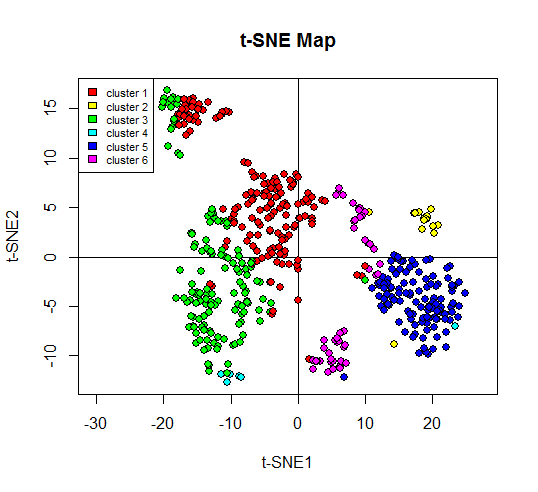 t-SNE Map
cluster 1
cluster 2
cluster 3
cluster 4
cluster 5
cluster 6
15
10
5
0
-5
-10
t-SNE2
-30 -20 -10 0 10 20
t-SNE1